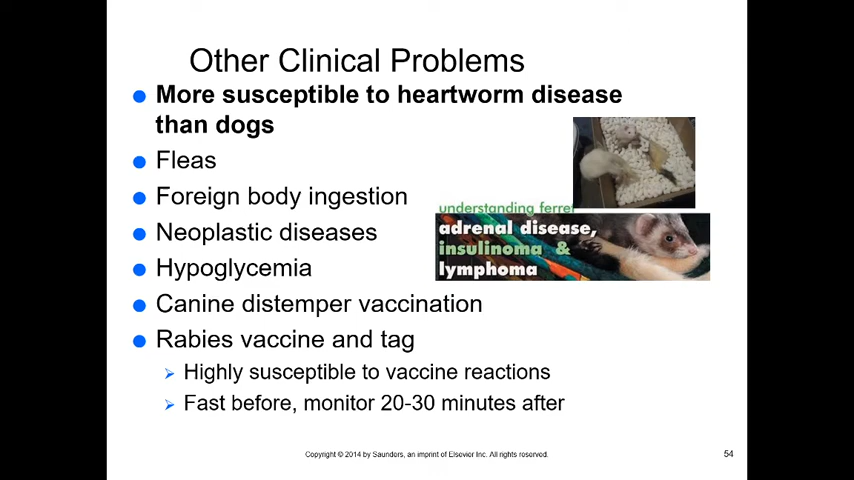 Other Clinical Problems
More susceptible to heartworm disease
than dogs
Fleas
Foreign body ingestion
understanding ferret
Neoplastic diseases
adrenal disease,
insulinoma &
lymphoma
Hypoglycemia
Canine distemper vaccination
Rabies vaccine and tag
Highly susceptible to vaccine reactions
Fast before, monitor 20-30 minutes after
Copyright © 2014 by Saunders, an imprint of Elsevier Inc. All rights reserved.
54